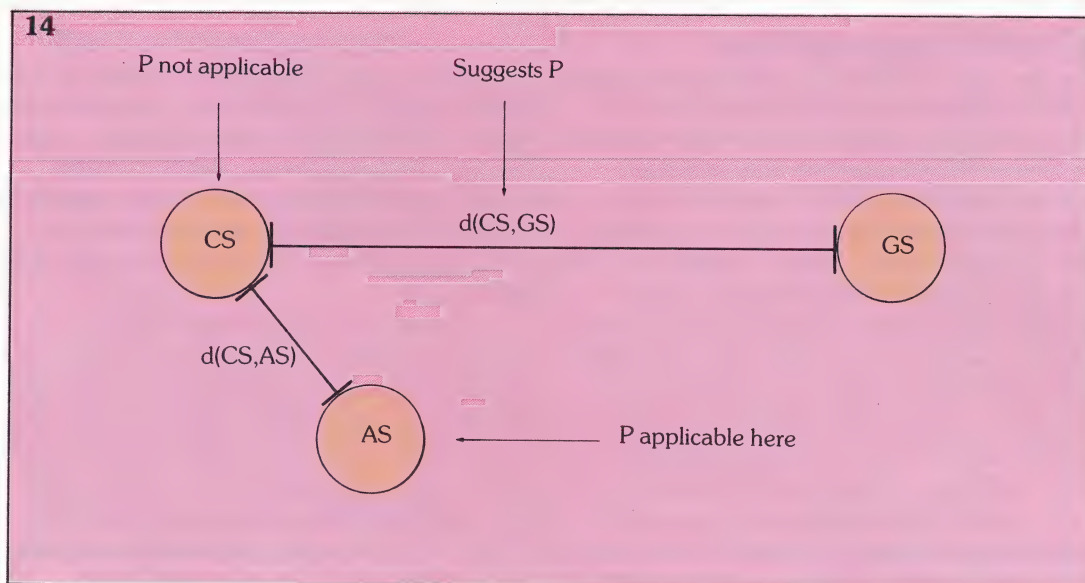 14
P not applicable
Suggests P
CS
d(CS,GS)
GS
d(CS,AS)
AS
P applicable here